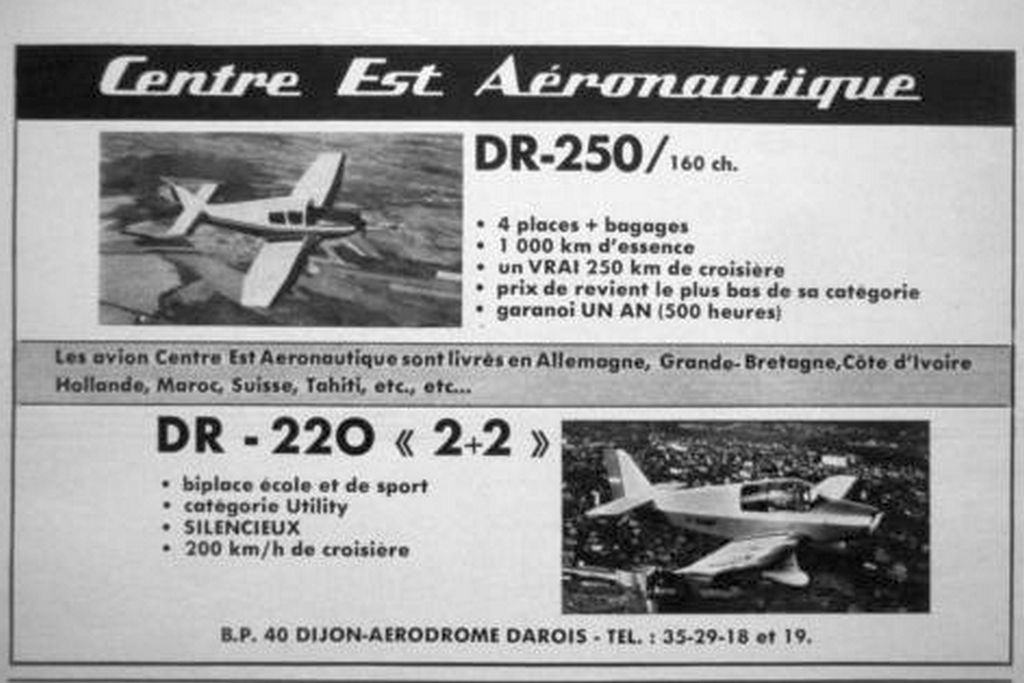 Centre Est Aéronautique
DR-250/160 ch.
• 4 places + bagages
• 1 000 km d'essence
• un VRAI 250 km de croisière
• prix de revient le plus bas de sa catégorie
• garanoi UN AN (500 heures)
Les avion Centre Est Aeronautique sont livrès en Allemagne, Grande-Bretagne,Côte d'Ivoire
Hollande, Maroc, Suisse, Tahiti, etc., etc...
DR - 220 « 2+2 »
• biplace école et de sport
• catégorie Utility
• SILENCIEUX
• 200 km/h de croisière
B.P. 40 DIJON-AERODROME DAROIS - TEL. : 35-29-18 et 19.